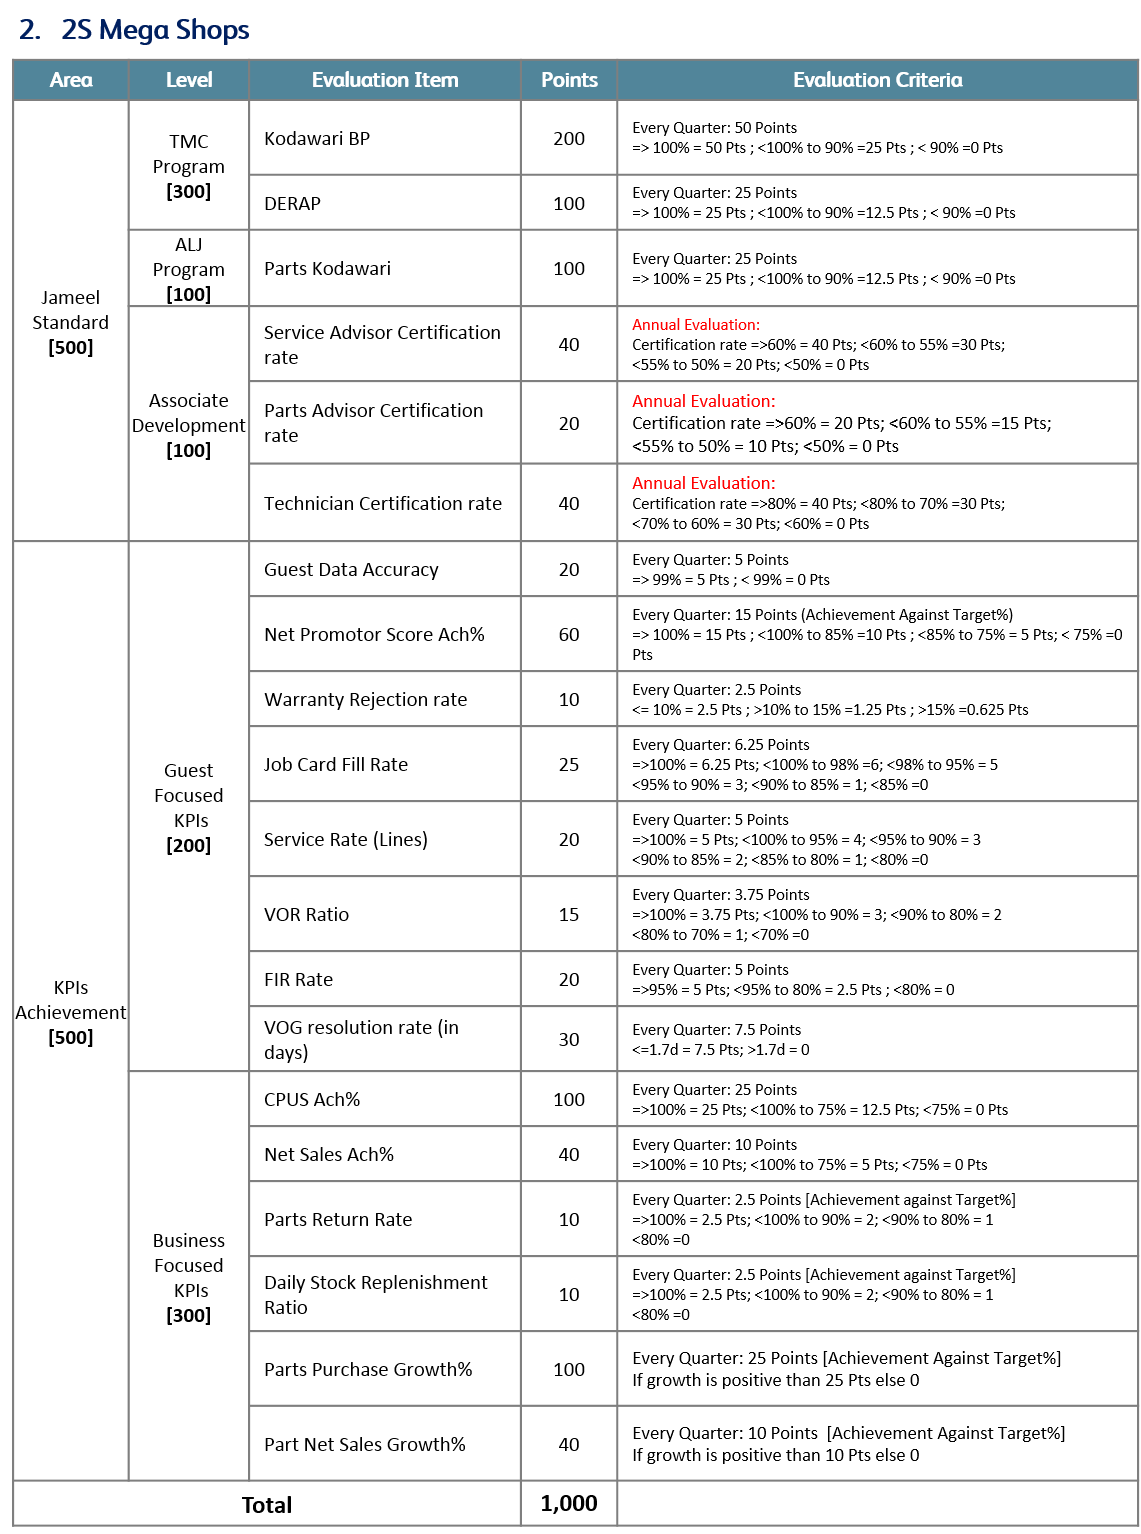 2. 2S Mega Shops
Area Level Evaluation Item Points Evaluation Criteria
Jameel
Standard
[500]
TMC
Program
[300]
Kodawari BP
200
Every Quarter: 50 Points
=> 100% = 50 Pts ; <100% to 90% =25 Pts ; < 90% =0 Pts
DERAP
100
Every Quarter: 25 Points
=> 100% = 25 Pts ; <100% to 90% =12.5 Pts ; < 90% =0 Pts
ALJ
Program
[100]
Parts Kodawari
100
Every Quarter: 25 Points
=> 100% = 25 Pts ; <100% to 90% =12.5 Pts ; < 90% =0 Pts
Associate
Development
[100]
Service Advisor Certification
rate
40
Annual Evaluation:
Certification rate =>60% = 40 Pts; <60% to 55% =30 Pts;
<55% to 50% = 20 Pts; <50% = 0 Pts
Parts Advisor Certification
rate
20
Annual Evaluation:
Certification rate =>60% = 20 Pts; <60% to 55% =15 Pts;
<55% to 50% = 10 Pts; <50% = 0 Pts
Technician Certification rate
40
Annual Evaluation:
Certification rate =>80% = 40 Pts; <80% to 70% =30 Pts;
<70% to 60% = 30 Pts; <60% = 0 Pts
KPIs
Achievement
[500]
Guest
Focused
KPIs
[200]
Guest Data Accuracy
20
Every Quarter: 5 Points
=> 99% = 5 Pts ; < 99% = 0 Pts
Net Promotor Score Ach%
60
Every Quarter: 15 Points (Achievement Against Target%)
=> 100% = 15 Pts ; <100% to 85% =10 Pts ; <85% to 75% = 5 Pts; < 75% =0
Pts
Warranty Rejection rate
10
Every Quarter: 2.5 Points
<= 10% = 2.5 Pts ; >10% to 15% =1.25 Pts ; >15% =0.625 Pts
Job Card Fill Rate
25
Every Quarter: 6.25 Points
=>100% = 6.25 Pts; <100% to 98% =6; <98% to 95% = 5
<95% to 90% = 3; <90% to 85% = 1; <85% =0
Service Rate (Lines)
20
Every Quarter: 5 Points
=>100% = 5 Pts; <100% to 95% = 4; <95% to 90% = 3
<90% to 85% = 2; <85% to 80% = 1; <80% =0
VOR Ratio
15
Every Quarter: 3.75 Points
=>100% = 3.75 Pts; <100% to 90% = 3; <90% to 80% = 2
<80% to 70% = 1; <70% =0
FIR Rate
20
Every Quarter: 5 Points
=>95% = 5 Pts; <95% to 80% = 2.5 Pts ; <80% = 0
VOG resolution rate (in
days)
30
Every Quarter: 7.5 Points
<=1.7d = 7.5 Pts; >1.7d = 0
Business
Focused
KPIs
[300]
CPUS Ach%
100
Every Quarter: 25 Points
=>100% = 25 Pts; <100% to 75% = 12.5 Pts; <75% = 0 Pts
Net Sales Ach%
40
Every Quarter: 10 Points
=>100% = 10 Pts; <100% to 75% = 5 Pts; <75% = 0 Pts
Parts Return Rate
10
Every Quarter: 2.5 Points [Achievement against Target%]
=>100% = 2.5 Pts; <100% to 90% = 2; <90% to 80% = 1
<80% =0
Daily Stock Replenishment
Ratio
10
Every Quarter: 2.5 Points [Achievement against Target%]
=>100% = 2.5 Pts; <100% to 90% = 2; <90% to 80% = 1
<80% =0
Parts Purchase Growth%
100
Every Quarter: 25 Points [Achievement Against Target%]
If growth is positive than 25 Pts else 0
Part Net Sales Growth%
40
Every Quarter: 10 Points [Achievement Against Target%]
If growth is positive than 10 Pts else 0
Total 1,000